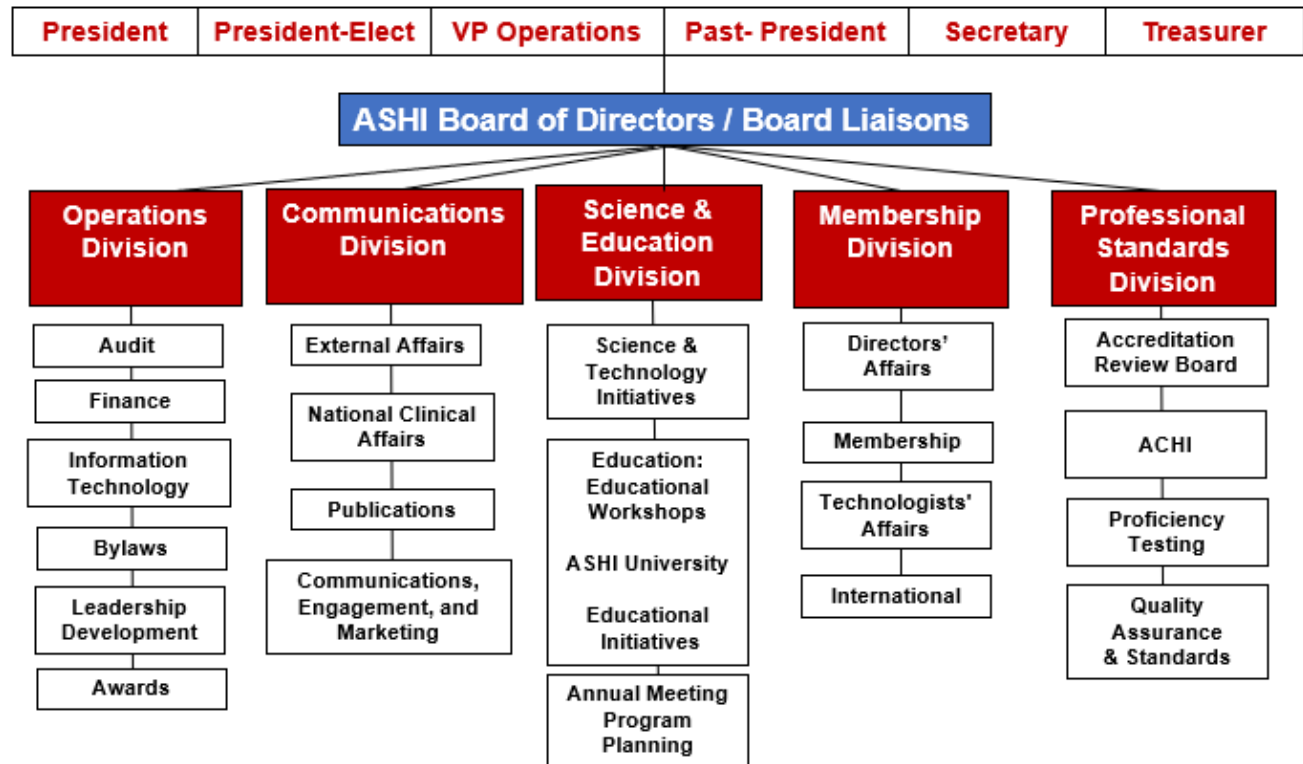 President
President-Elect
VP Operations
Past- President
Secretary
Treasurer
ASHI Board of Directors / Board Liaisons
Operations
Division
Audit
Finance
Information
Technology
Bylaws
Leadership
Development
Awards
Communications
Division
External Affairs
National Clinical
Affairs
Publications
Communications,
Engagement, and
Marketing
Science &
Education
Division
Science &
Technology
Initiatives
Education:
Educational
Workshops
ASHI University
Educational
Initiatives
Annual Meeting
Program
Planning
Membership
Division
Directors'
Affairs
Membership
Technologists'
Affairs
International
Professional
Standards
Division
Accreditation
Review Board
ACHI
Proficiency
Testing
Quality
Assurance
& Standards